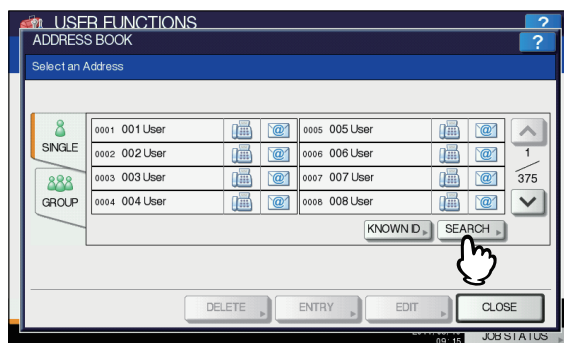 USER FUNCTIONS
?
ADDRESS BOOK
?
Select an Address
SINGLE
GROUP
0001 001 User
0005 005 User
0002 002 User
0006 006 User
0003 003 User
0007 007 User
0004 004 User
0008 008 User
1
375
KNOWN ID
SEARCH
DELETE
ENTRY
EDIT
CLOSE
09:15
JOB STATUS